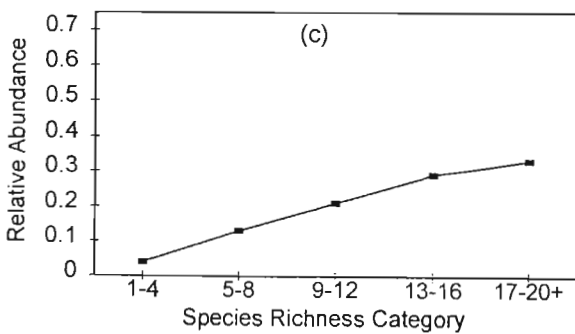 (c)
Relative Abundance
0.7
0.6
0.5
0.4
0.3
0.2
0.1
0
1-4 5-8 9-12 13-16 17-20+
Species Richness Category